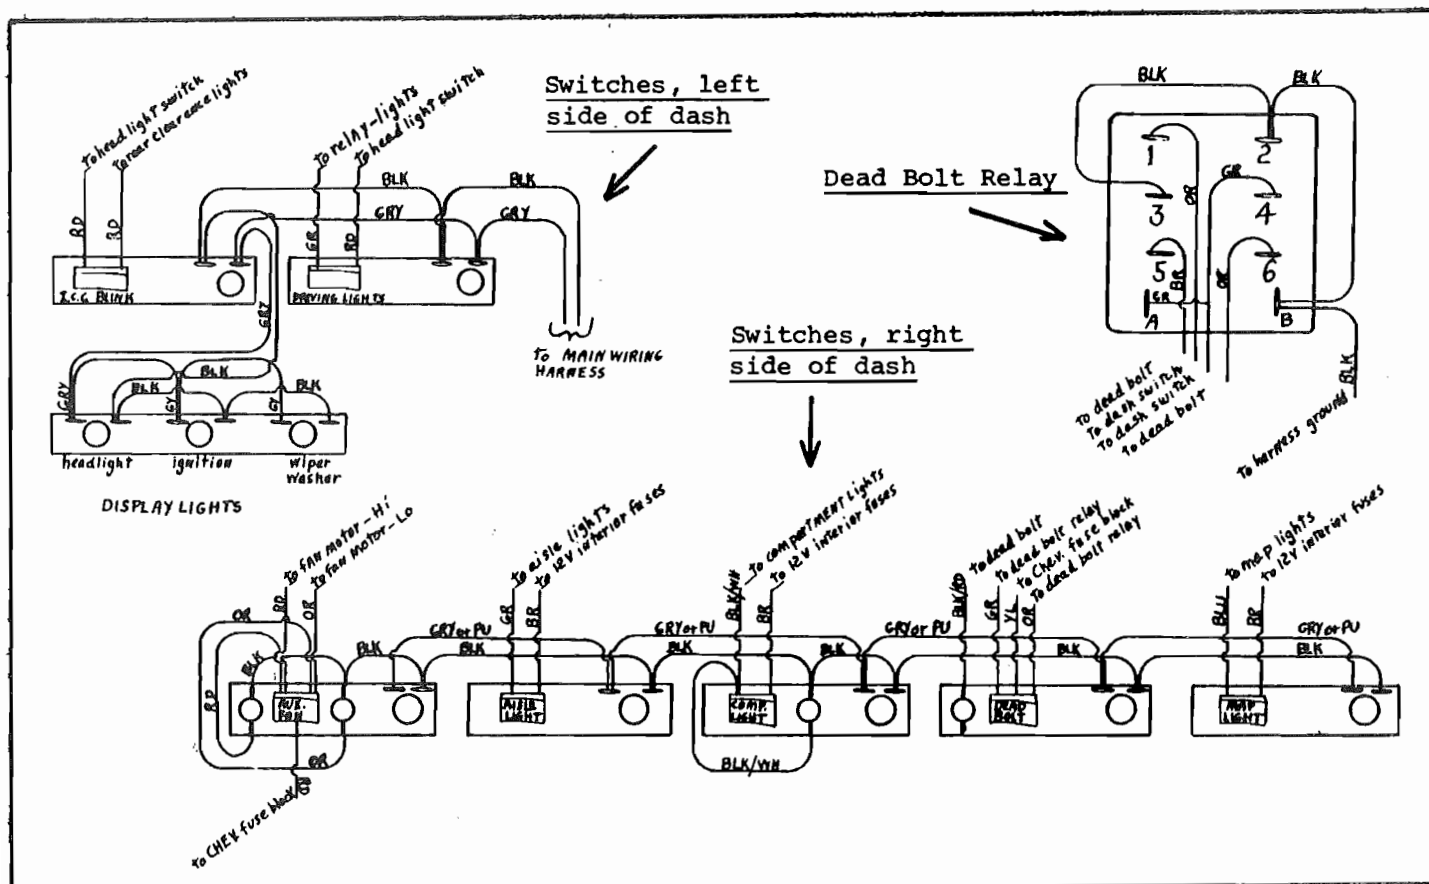 Switches, left
side of dash
to headlight switch
to rear clearance lights
to relay-lights
to headlight switch
RD
RD
GR
RD
BLK
GRY
BLK
GRY
I.C.C. BLINK
DRIVING LIGHTS
to MAIN WIRING
HARNESS
GRY
GRY
BLK
GY
BLK
GY
BLK
headlight
ignition
wiper
washer
DISPLAY LIGHTS
Dead Bolt Relay
BLK
BLK
1
2
3
4
5
6
A
B
OR
GR
BR
OR
GR
BLK
to dead bolt
to dash switch
to dash switch
to dead bolt
to harness ground
Switches, right
side of dash
to FAN MOTOR-Hi
to FAN MOTOR-Lo
OR
RD
OR
RD
BLK
BLK
AUX.
FAN
OR
to CHEV. fuse block
GRY or PU
BLK
to aisle lights
to 12V interior fuses
GR
BR
AISLE
LIGHT
GRY or PU
BLK
to COMPARTMENT Lights
to 12V interior fuses
BLK/WH
BR
COMP.
LIGHT
BLK/WH
BLK
GRY or PU
to dead bolt
to dead bolt relay
to Chev. fuse block
to dead bolt relay
BLK/RD
GR
YL
OR
DEAD
BOLT
BLK
to map lights
to 12V interior fuses
BLU
BR
MAP
LIGHT
GRY or PU
BLK